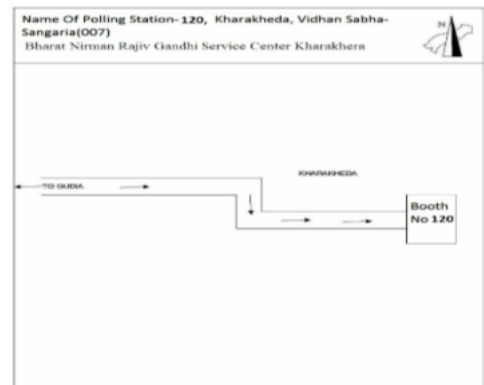 Name Of Polling Station-120, Kharakheda, Vidhan Sabha-
Sangaria(007)
Bharat Nirman Rajiv Gandhi Service Center Kharakhera
N
KHARAKHEDA
TO GUDIA
Booth
No 120